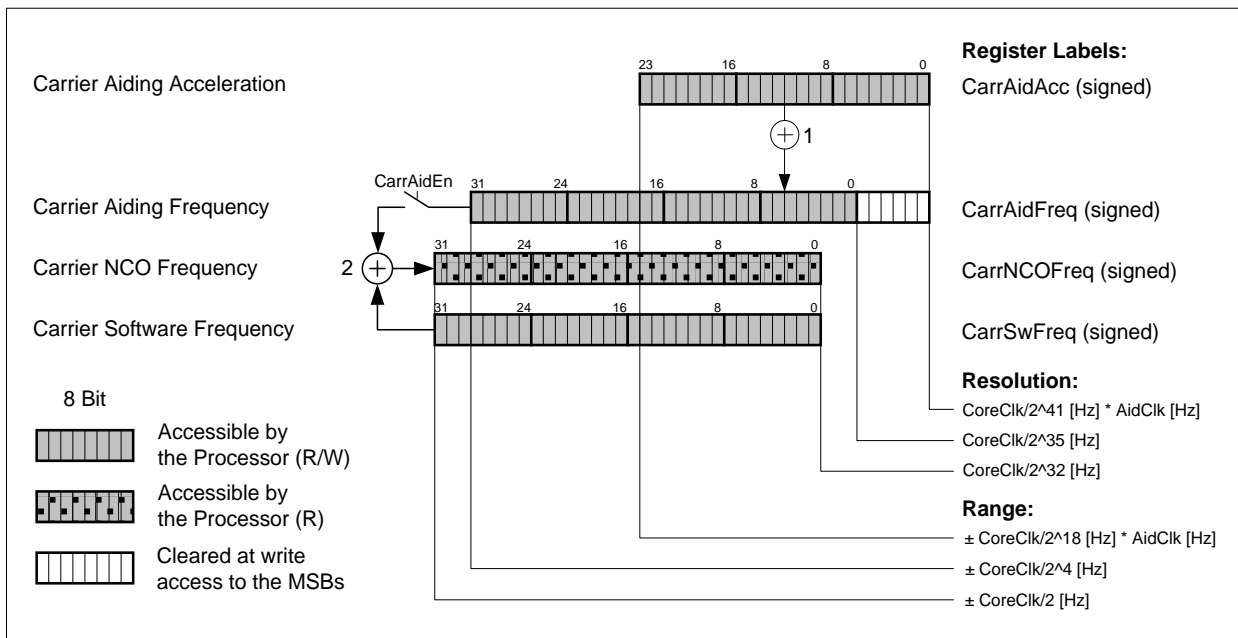 Register Labels:
23 16 8 0
Carrier Aiding Acceleration
CarrAidAcc (signed)
1
CarrAidEn
31 24 16 8 0
Carrier Aiding Frequency
CarrAidFreq (signed)
31 24 16 8 0
Carrier NCO Frequency
2
CarrNCOFreq (signed)
31 24 16 8 0
Carrier Software Frequency
CarrSwFreq (signed)
Resolution:
CoreClk/2^41 [Hz] * AidClk [Hz]
CoreClk/2^35 [Hz]
CoreClk/2^32 [Hz]
Range:
± CoreClk/2^18 [Hz] * AidClk [Hz]
± CoreClk/2^4 [Hz]
± CoreClk/2 [Hz]
8 Bit
Accessible by
the Processor (R/W)
Accessible by
the Processor (R)
Cleared at write
access to the MSBs